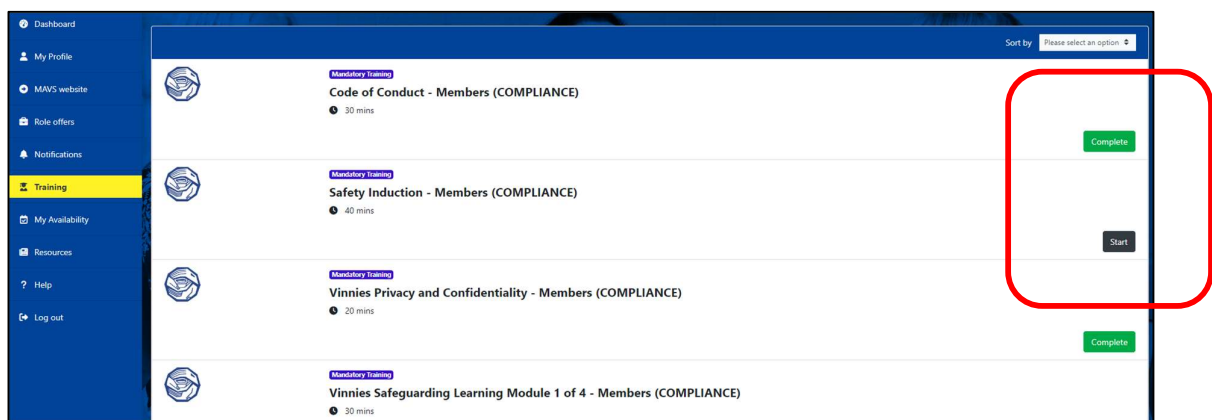 Dashboard
My Profile
MAVS website
Role offers
Notifications
Training
My Availability
Resources
? Help
Log out
Sort by Please select an option
Mandatory Training
Code of Conduct - Members (COMPLIANCE)
30 mins
Complete
Mandatory Training
Safety Induction - Members (COMPLIANCE)
40 mins
Start
Mandatory Training
Vinnies Privacy and Confidentiality - Members (COMPLIANCE)
20 mins
Complete
Mandatory Training
Vinnies Safeguarding Learning Module 1 of 4 - Members (COMPLIANCE)
30 mins